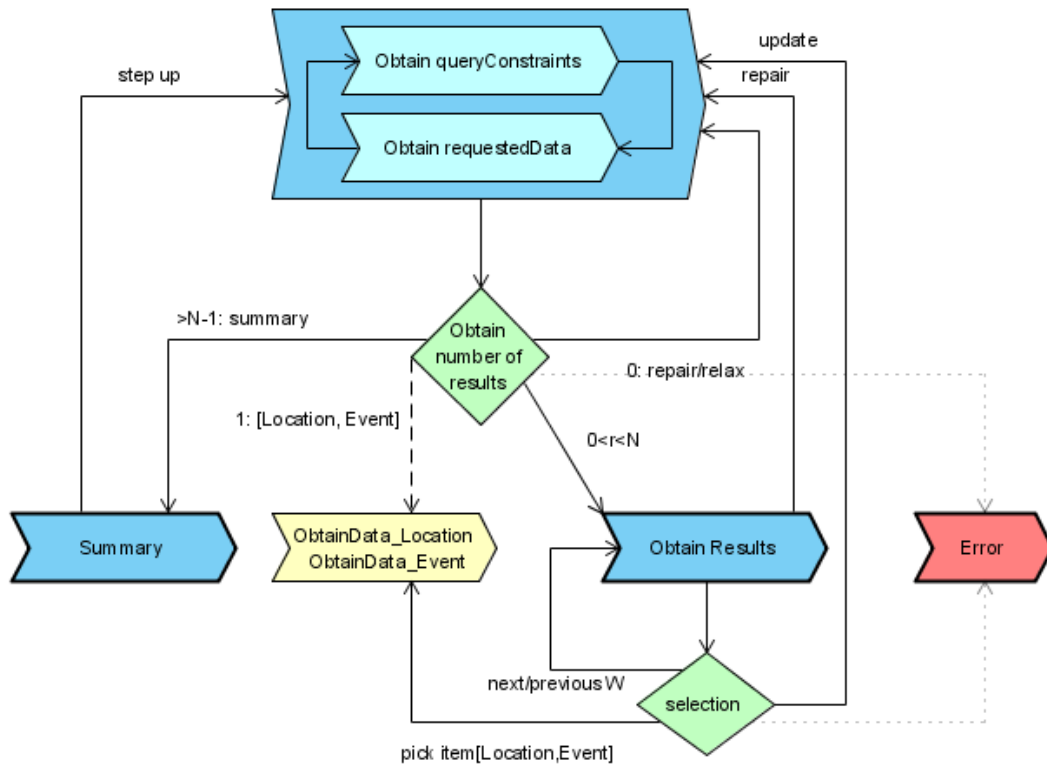 Obtain queryConstraints
update
step up
repair
Obtain requestedData
>N-1: summary
Obtain
number of
results
0: repair/relax
1: [Location, Event]
0<r<N
Summary
ObtainData_Location
ObtainData_Event
Obtain Results
Error
next/previous
selection
pick item[Location,Event]